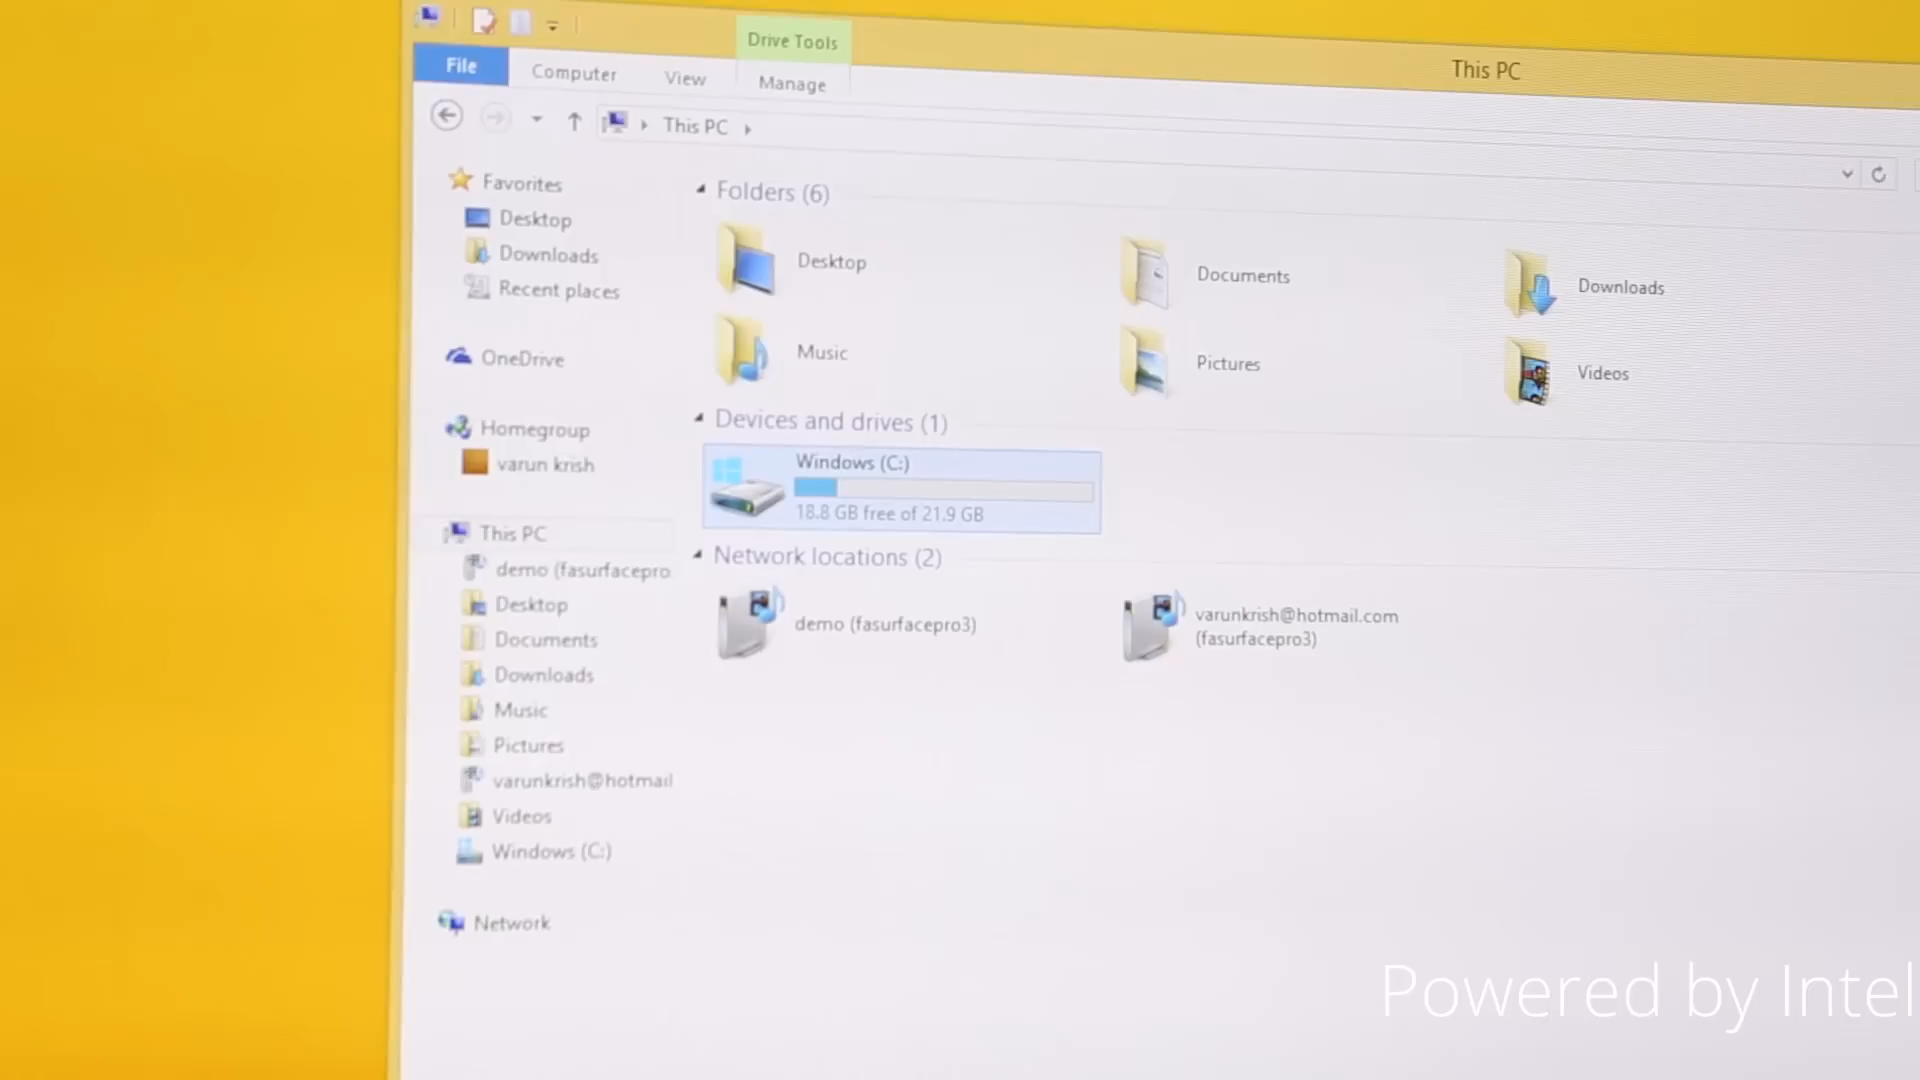 Drive Tools
This PC
File
Computer
View
Manage
This PC
Favorites
Desktop
Downloads
Recent places
OneDrive
Homegroup
varun krish
This PC
demo (fasurfacepro
Desktop
Documents
Downloads
Music
Pictures
varunkrish@hotmail
Videos
Windows (C:)
Network
Folders (6)
Desktop
Documents
Downloads
Music
Pictures
Videos
Devices and drives (1)
Windows (C:)
18.8 GB free of 21.9 GB
Network locations (2)
demo (fasurfacepro3)
varunkrish@hotmail.com
(fasurfacepro3)
Powered by Intel